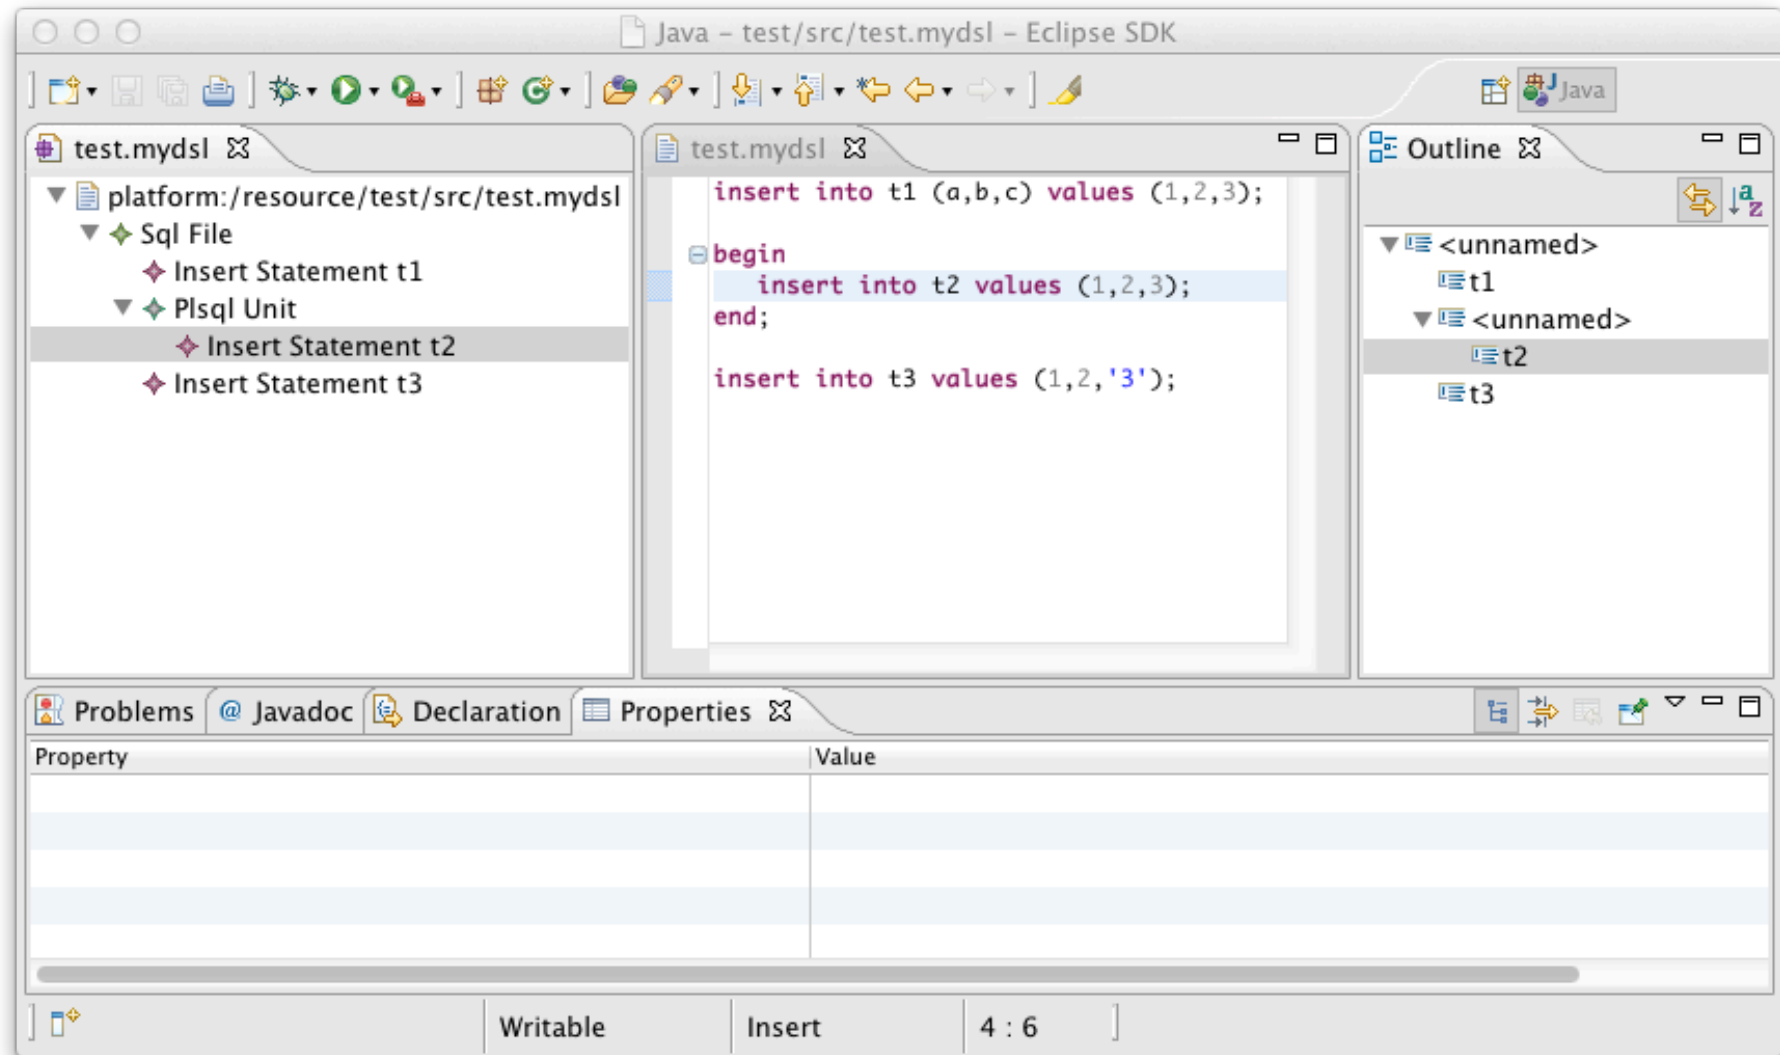 Java – test/src/test.mydsl – Eclipse SDK
Java
test.mydsl
platform:/resource/test/src/test.mydsl
Sql File
Insert Statement t1
Plsql Unit
Insert Statement t2
Insert Statement t3
test.mydsl
insert into t1 (a,b,c) values (1,2,3);
begin
insert into t2 values (1,2,3);
end;
insert into t3 values (1,2,'3');
Outline
a
z
<unnamed>
t1
<unnamed>
t2
t3
Problems @ Javadoc Declaration Properties
Property Value
Writable Insert 4 : 6